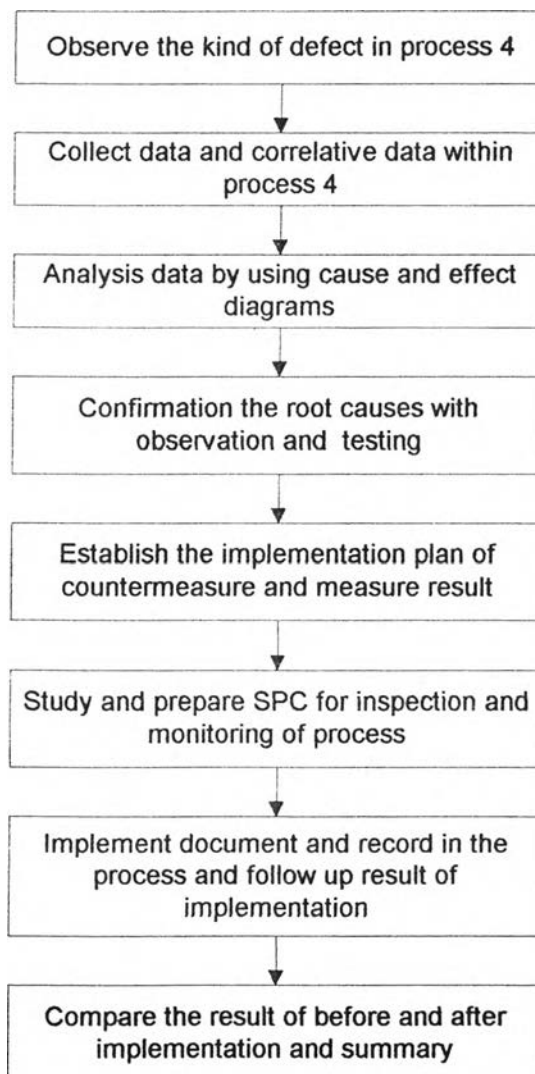 Observe the kind of defect in process 4
Collect data and correlative data within
process 4
Analysis data by using cause and effect
diagrams
Confirmation the root causes with
observation and testing
Establish the implementation plan of
countermeasure and measure result
Study and prepare SPC for inspection and
monitoring of process
Implement document and record in the
process and follow up result of
implementation
Compare the result of before and after
implementation and summary